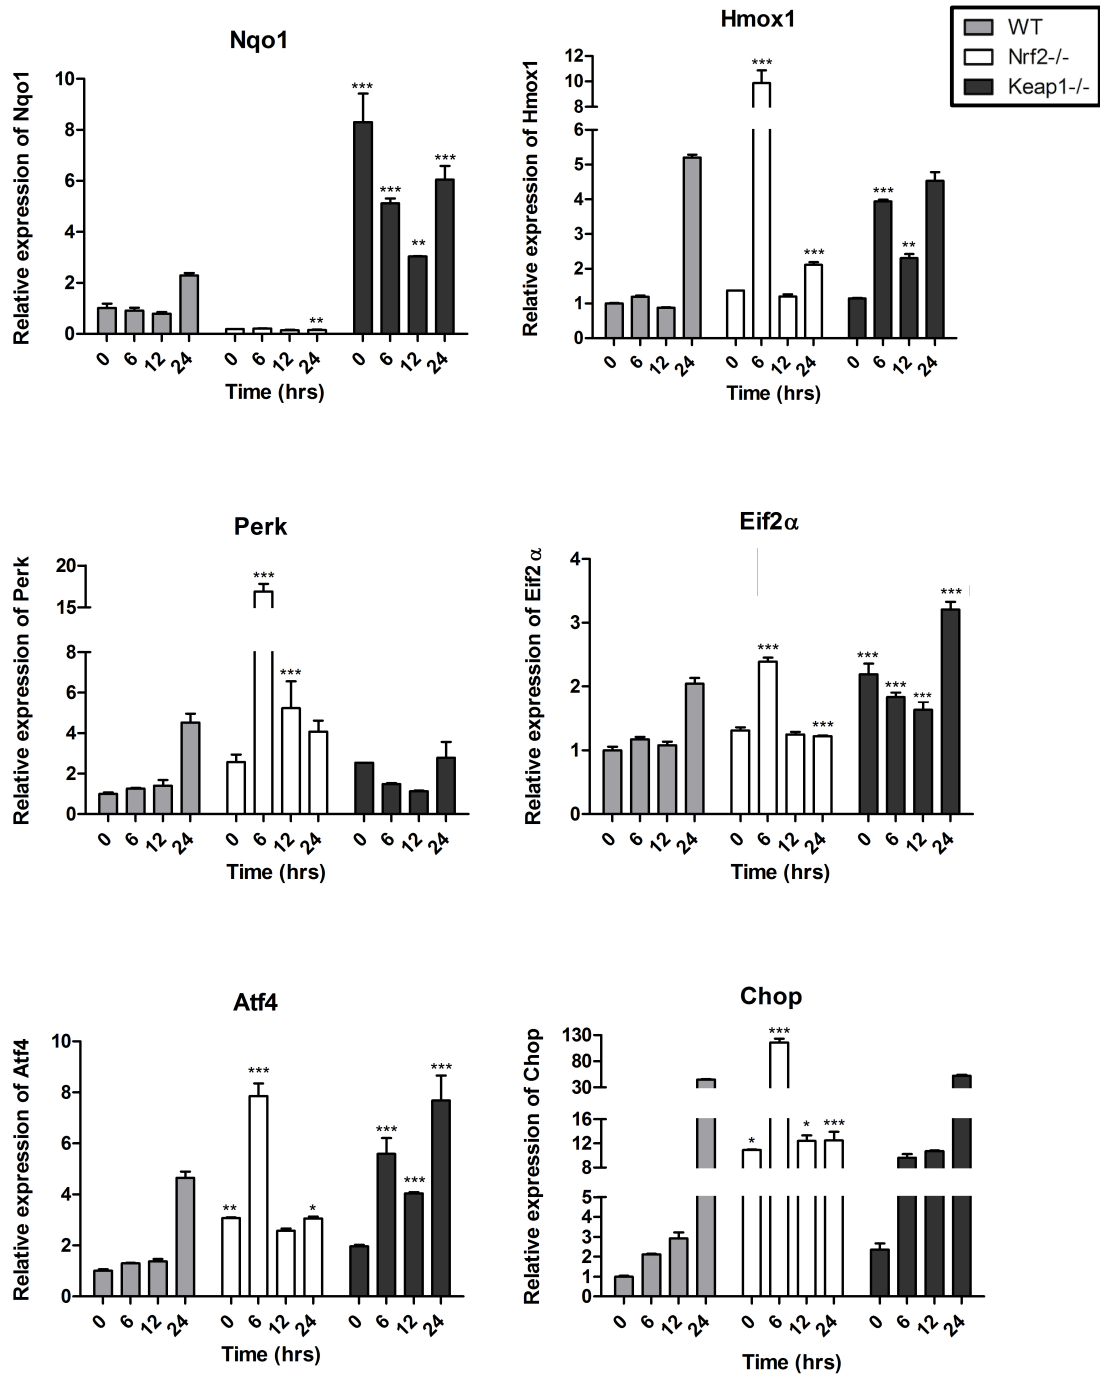 Nqo1
Relative expression of Nqo1
10
8
6
4
2
0
***
***
**
***
**
0 6 12 24 0 6 12 24 0 6 12 24
Time (hrs)
Hmox1
Relative expression of Hmox1
12
10
8
6
5
4
3
2
1
0
***
***
***
**
0 6 12 24 0 6 12 24 0 6 12 24
Time (hrs)
WT
Nrf2-/-
Keap1-/-
Perk
Relative expression of Perk
20
15
8
6
4
2
0
***
***
0 6 12 24 0 6 12 24 0 6 12 24
Time (hrs)
Eif2α
Relative expression of Eif2α
4
3
2
1
0
***
***
***
***
***
***
0 6 12 24 0 6 12 24 0 6 12 24
Time (hrs)
Atf4
Relative expression of Atf4
10
8
6
4
2
0
**
***
*
***
***
***
0 6 12 24 0 6 12 24 0 6 12 24
Time (hrs)
Chop
Relative expression of Chop
130
80
30
16
12
8
5
4
3
2
1
0
*
***
*
***
0 6 12 24 0 6 12 24 0 6 12 24
Time (hrs)